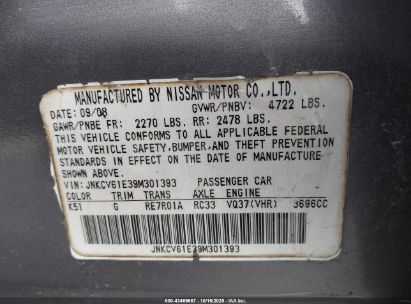 MANUFACTURED BY NISSAN MOTOR CO.,LTD.
DATE: 09/08 GVWR/PNBV: 4722 LBS.
GAWR/PNBE FR: 2270 LBS. RR: 2478 LBS.
THIS VEHICLE CONFORMS TO ALL APPLICABLE FEDERAL
MOTOR VEHICLE SAFETY,BUMPER,AND THEFT PREVENTION
STANDARDS IN EFFECT ON THE DATE OF MANUFACTURE
SHOWN ABOVE.
VIN: JNKCV61E39M301393 PASSENGER CAR
COLOR TRIM TRANS AXLE ENGINE
K51 G RE7R01A RC33 VQ37(VHR) 3696CC
JNKCV61E39M301393